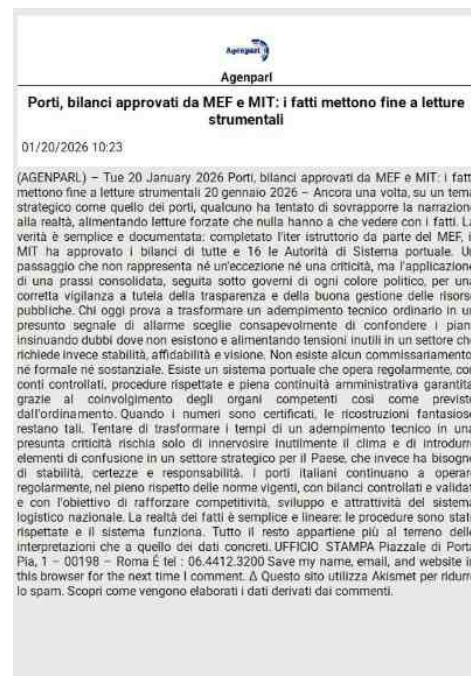 Agenparl
Agenparl
Porti, bilanci approvati da MEF e MIT: i fatti mettono fine a letture
strumentali
01/20/2026 10:23
(AGENPARL) – Tue 20 January 2026 Porti, bilanci approvati da MEF e MIT: i fatti
mettono fine a letture strumentali 20 gennaio 2026 – Ancora una volta, su un tema
strategico come quello dei porti, qualcuno ha tentato di sovrapporre la narrazione
alla realtà, alimentando letture forzate che nulla hanno a che vedere con i fatti. La
verità è semplice e documentata: completato l'iter istruttorio da parte del MEF, il
MIT ha approvato i bilanci di tutte e 16 le Autorità di Sistema portuale. Un
passaggio che non rappresenta né un'eccezione né una criticità, ma l'applicazione
di una prassi consolidata, seguita sotto governi di ogni colore politico, per una
corretta vigilanza a tutela della trasparenza e della buona gestione delle risorse
pubbliche. Chi oggi prova a trasformare un adempimento tecnico ordinario in un
presunto segnale di allarme sceglie consapevolmente di confondere i piani,
insinuando dubbi dove non esistono e alimentando tensioni inutili in un settore che
richiede invece stabilità, affidabilità e visione. Non esiste alcun commissariamento,
né formale né sostanziale. Esiste un sistema portuale che opera regolarmente, con
conti controllati, procedure rispettate e piena continuità amministrativa garantita
grazie al coinvolgimento degli organi competenti così come previsto
dall'ordinamento. Quando i numeri sono certificati, le ricostruzioni fantasiose
restano tali. Tentare di trasformare i tempi di un adempimento tecnico in una
presunta criticità rischia solo di innervosire inutilmente il clima e di introdurre
elementi di confusione in un settore strategico per il Paese, che invece ha bisogno
di stabilità, certezze e responsabilità. I porti italiani continuano a operare
regolarmente, nel pieno rispetto delle norme vigenti, con bilanci controllati e validati
e con l'obiettivo di rafforzare competitività, sviluppo e attrattività del sistema
logistico nazionale. La realtà dei fatti è semplice e lineare: le procedure sono state
rispettate e il sistema funziona. Tutto il resto appartiene più al terreno delle
interpretazioni che a quello dei dati concreti. UFFICIO STAMPA Piazzale di Porta
Pia, 1 – 00198 – Roma É tel : 06.4412.3200 Save my name, email, and website in
this browser for the next time I comment. Δ Questo sito utilizza Akismet per ridurre
lo spam. Scopri come vengono elaborati i dati derivati dai commenti.